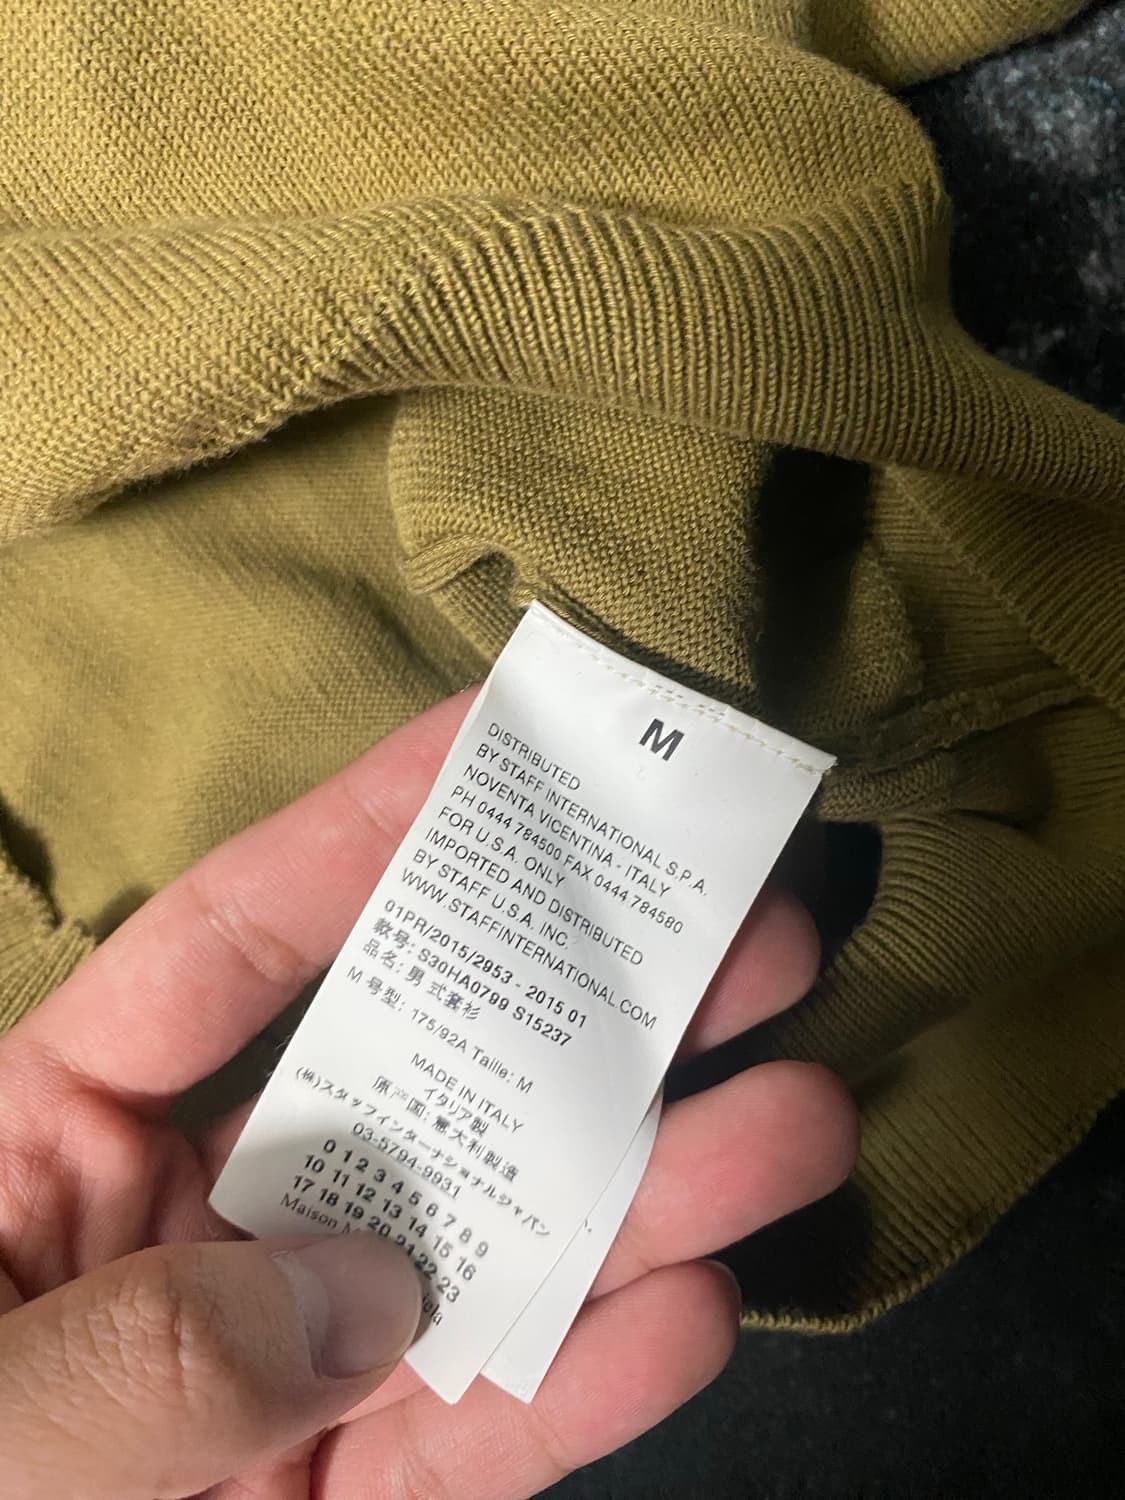 M
DISTRIBUTED
BY STAFF INTERNATIONAL S.P.A.
NOVENTA VICENTINA - ITALY
PH 0444 784500 FAX 0444 784580
FOR U.S.A. ONLY
IMPORTED AND DISTRIBUTED
BY STAFF U.S.A. INC.
WWW.STAFFINTERNATIONAL.COM
01PR/2015/2953 - 2015 01
款号: S30HA0799 S15237
品名: 男式套衫
M 号型: 175/92A Taille: M
MADE IN ITALY
イタリア製
原产国: 意大利製造
(株)スタッフインターナショナルジャパン
03-5794-9931
0 1 2 3 4 5 6 7 8 9
10 11 12 13 14 15 16
17 18 19 20 21 22 23
Maison